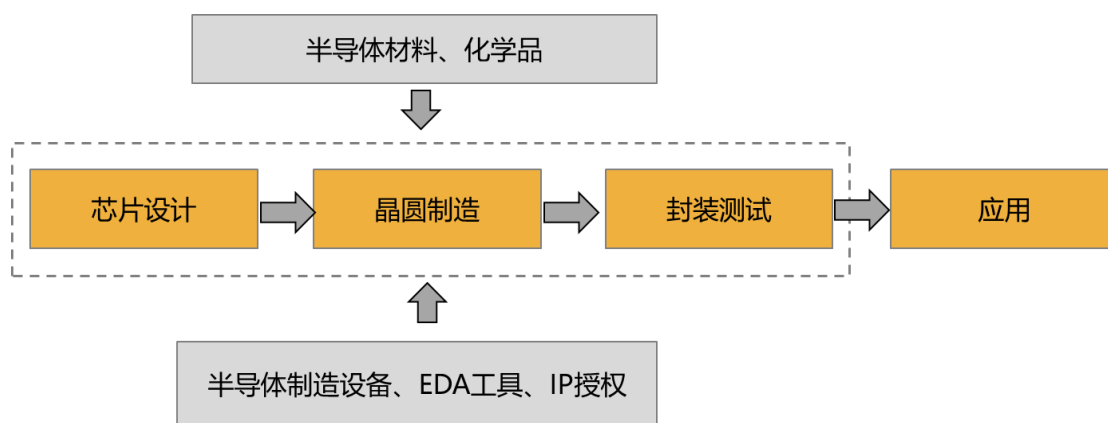 半导体材料、化学品
芯片设计
晶圆制造
封装测试
应用
半导体制造设备、EDA工具、IP授权